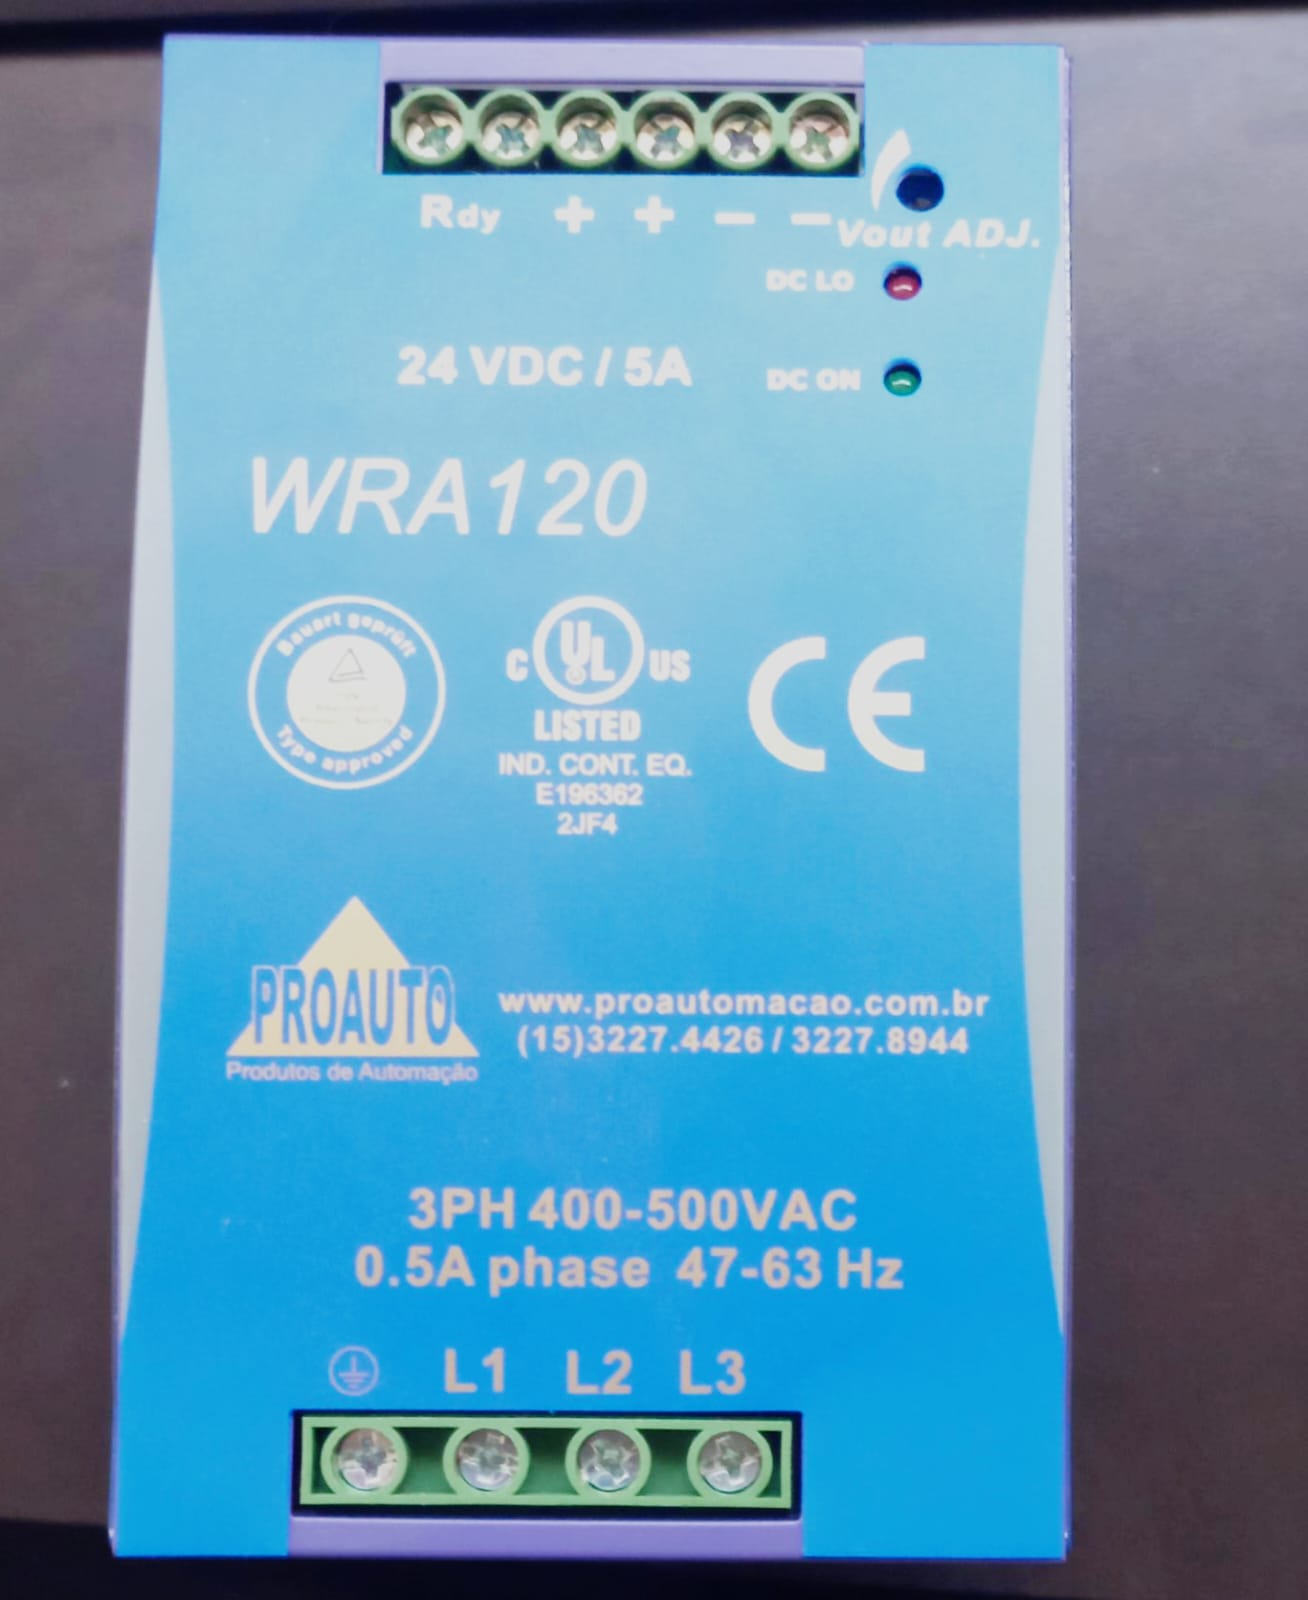 Rdy + + - -
Vout ADJ.
DC LO
24 VDC / 5A
DC ON
WRA120
Bauart geprüft
Type approved
C UL US
LISTED
IND. CONT. EQ.
E196362
2JF4
CE
PROAUTO
Produtos de Automação
www.proautomacao.com.br
(15)3227.4426 / 3227.8944
3PH 400-500VAC
0.5A phase 47-63 Hz
L1 L2 L3